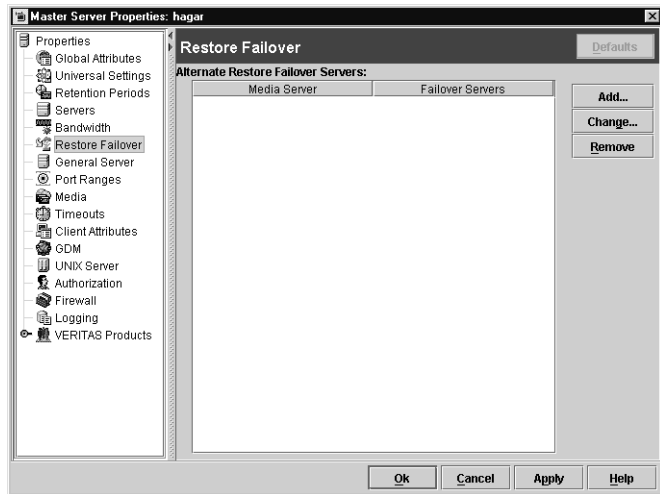 Master Server Properties: hagar
Properties
Global Attributes
Universal Settings
Retention Periods
Servers
Bandwidth
Restore Failover
General Server
Port Ranges
Media
Timeouts
Client Attributes
GDM
UNIX Server
Authorization
Firewall
Logging
VERITAS Products
Restore Failover
Defaults
Alternate Restore Failover Servers:
Media Server Failover Servers
Add...
Change...
Remove
Ok Cancel Apply Help